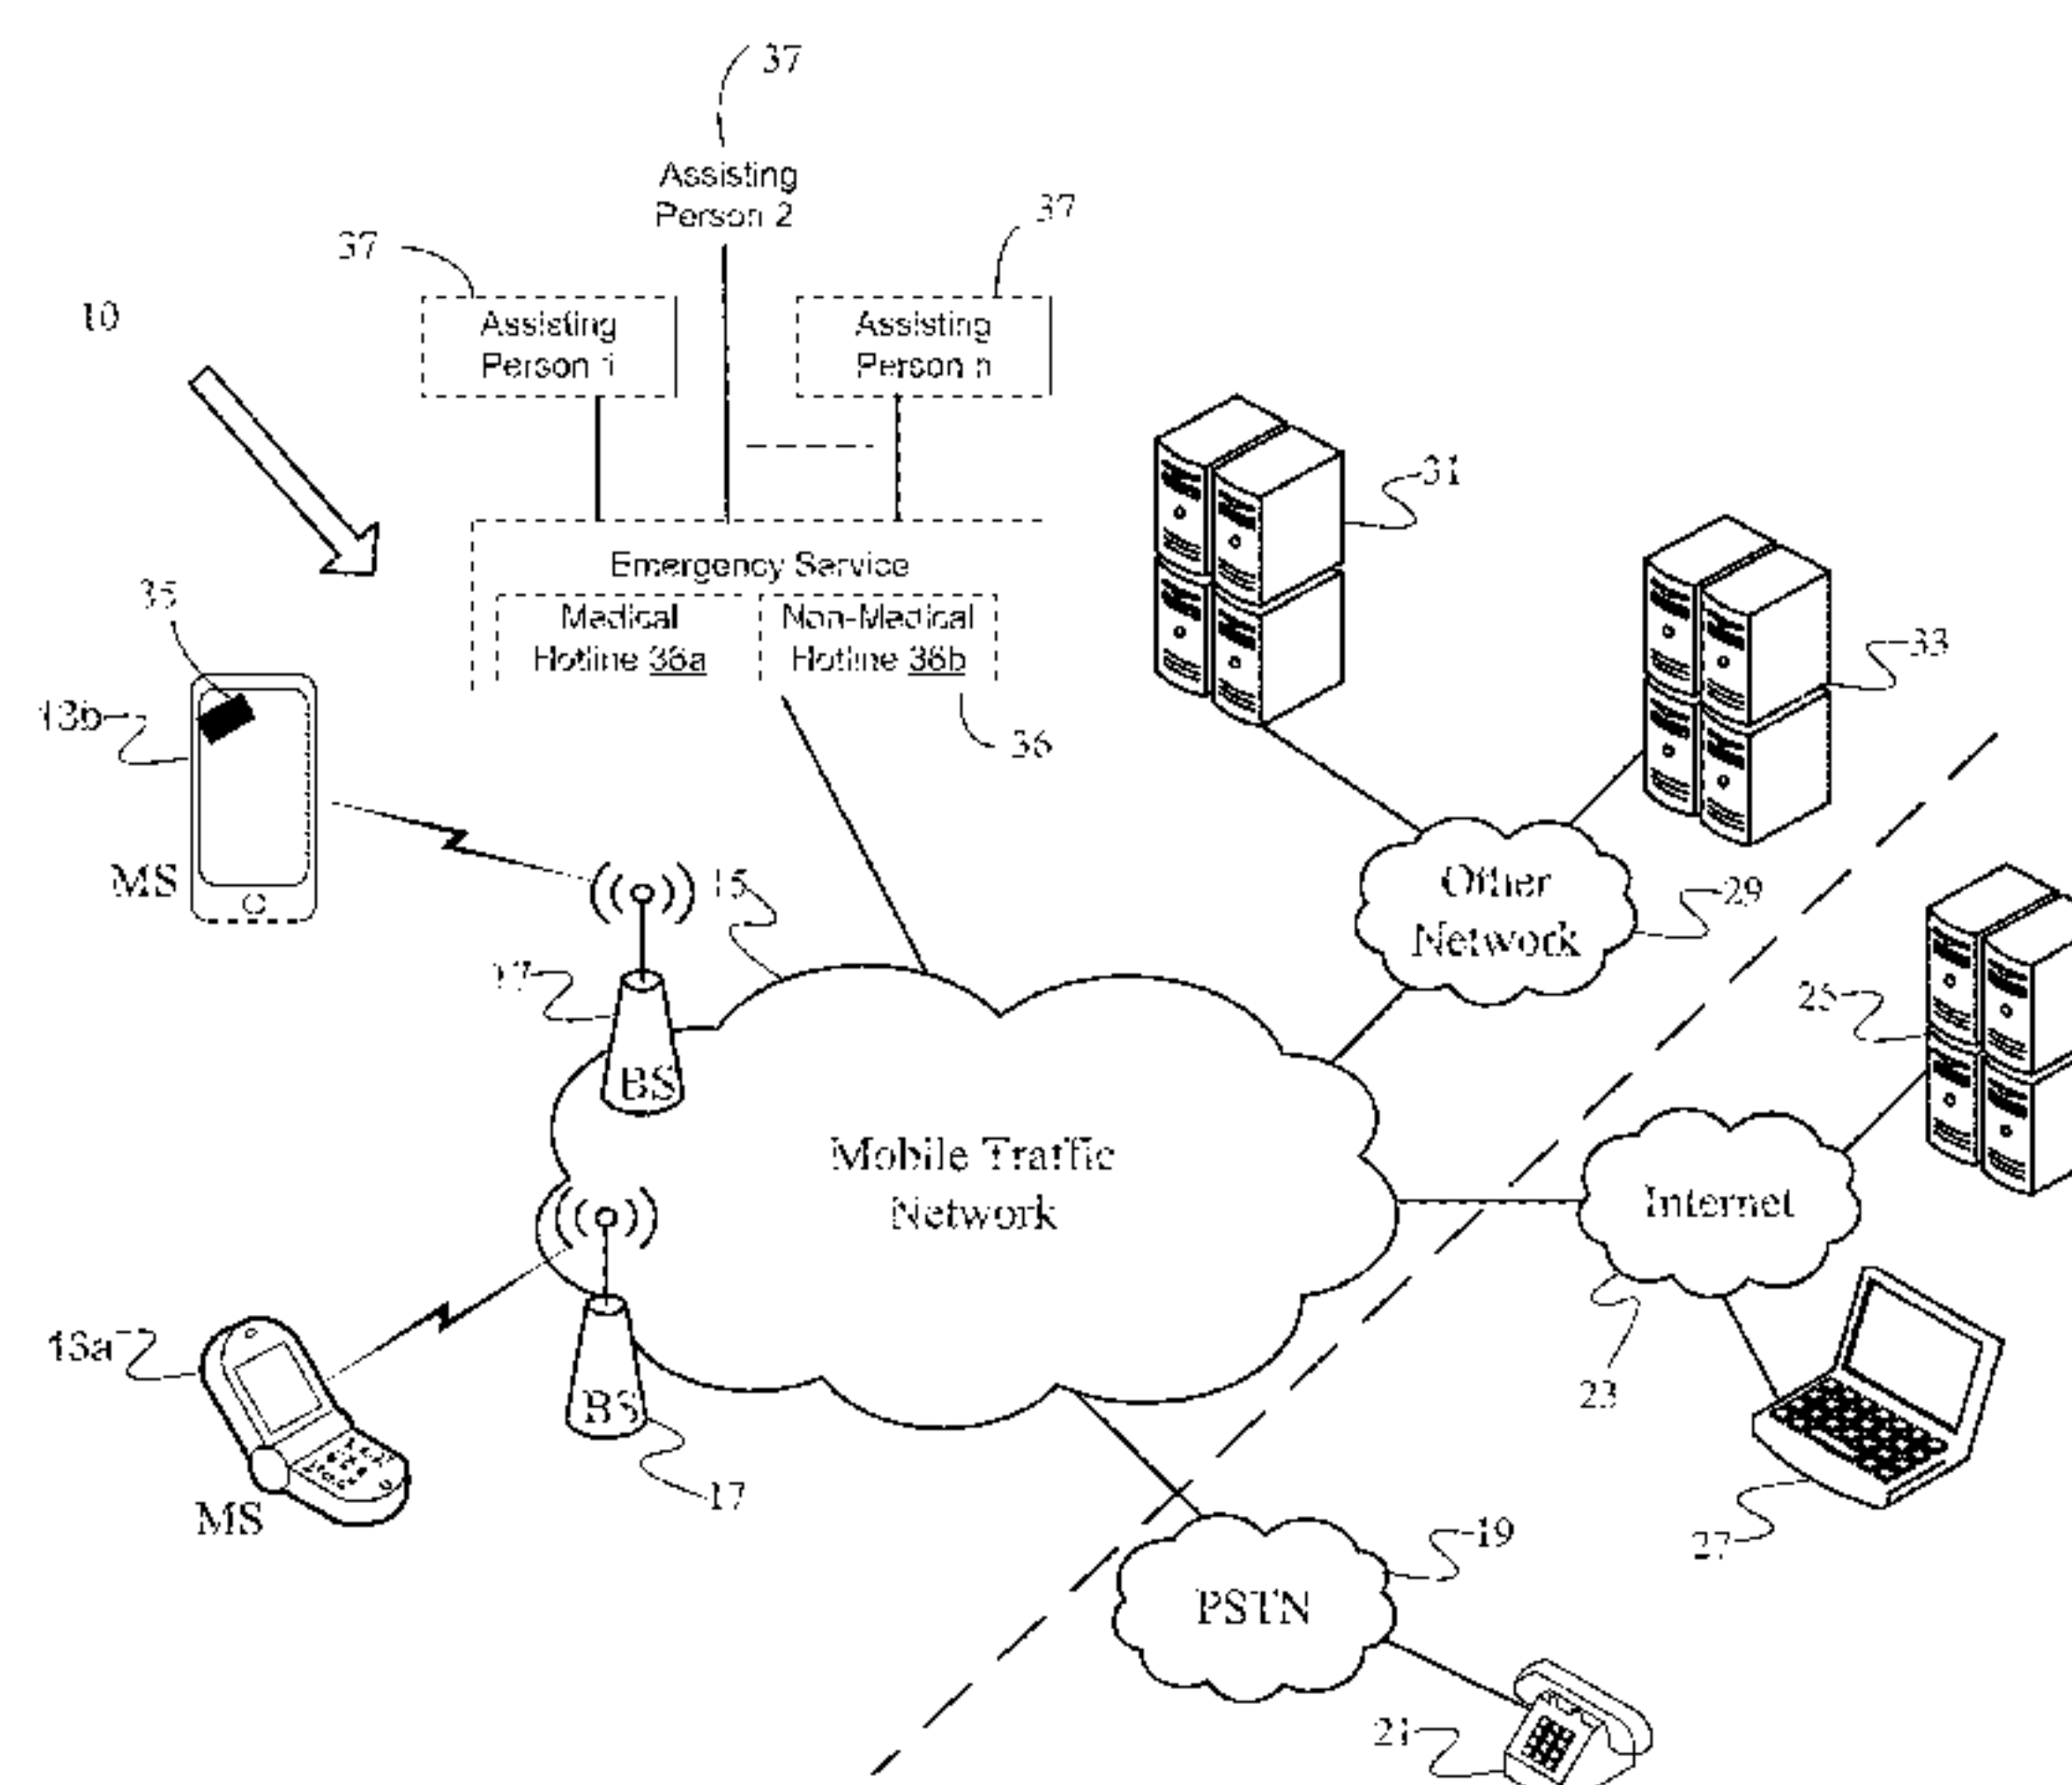 37
Assisting
Person 2
37
37
10
Assisting
Person 1
Assisting
Person n
31
Emergency Service
35
Medical
Hotline 36a
Non-Medical
Hotline 36b
33
13b
36
MS
15
Other
Network
29
17
25
BS
Mobile Traffic
Network
Internet
13a
23
BS
17
MS
19
27
PSTN
21